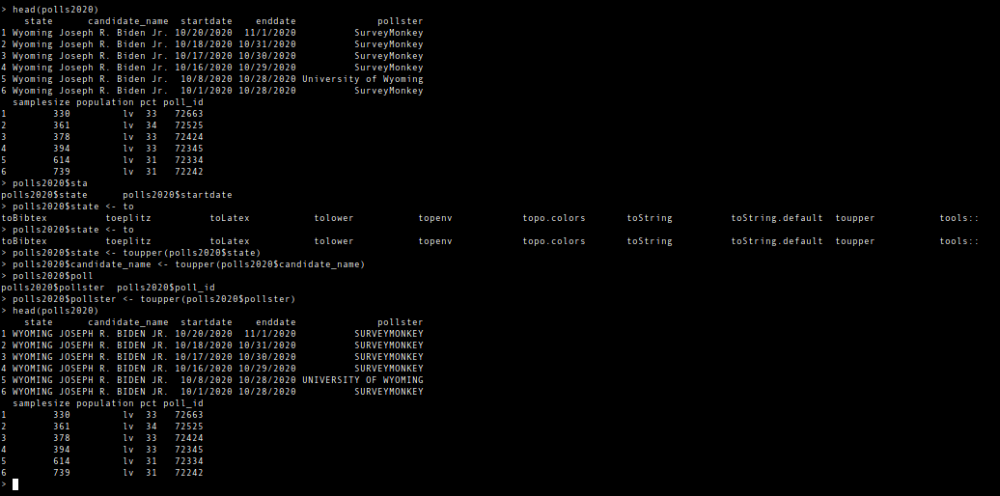 > head(polls2020)
    state      candidate_name  startdate    enddate              pollster
1 Wyoming Joseph R. Biden Jr. 10/20/2020  11/1/2020          SurveyMonkey
2 Wyoming Joseph R. Biden Jr. 10/18/2020 10/31/2020          SurveyMonkey
3 Wyoming Joseph R. Biden Jr. 10/17/2020 10/30/2020          SurveyMonkey
4 Wyoming Joseph R. Biden Jr. 10/16/2020 10/29/2020          SurveyMonkey
5 Wyoming Joseph R. Biden Jr.  10/8/2020 10/28/2020 University of Wyoming
6 Wyoming Joseph R. Biden Jr.  10/1/2020 10/28/2020          SurveyMonkey
  samplesize population pct poll_id
1        330         lv  33   72663
2        361         lv  34   72525
3        378         lv  33   72424
4        394         lv  33   72345
5        614         lv  31   72334
6        739         lv  31   72242
> polls2020$sta
polls2020$state      polls2020$startdate
> polls2020$state <- to
toBibtex          toeplitz          toLatex           tolower           topenv            topo.colors       toString          toString.default  toupper           tools::
> polls2020$state <- to
toBibtex          toeplitz          toLatex           tolower           topenv            topo.colors       toString          toString.default  toupper           tools::
> polls2020$state <- toupper(polls2020$state)
> polls2020$candidate_name <- toupper(polls2020$candidate_name)
> polls2020$poll
polls2020$pollster  polls2020$poll_id
> polls2020$pollster <- toupper(polls2020$pollster)
> head(polls2020)
    state      candidate_name  startdate    enddate              pollster
1 WYOMING JOSEPH R. BIDEN JR. 10/20/2020  11/1/2020          SURVEYMONKEY
2 WYOMING JOSEPH R. BIDEN JR. 10/18/2020 10/31/2020          SURVEYMONKEY
3 WYOMING JOSEPH R. BIDEN JR. 10/17/2020 10/30/2020          SURVEYMONKEY
4 WYOMING JOSEPH R. BIDEN JR. 10/16/2020 10/29/2020          SURVEYMONKEY
5 WYOMING JOSEPH R. BIDEN JR.  10/8/2020 10/28/2020 UNIVERSITY OF WYOMING
6 WYOMING JOSEPH R. BIDEN JR.  10/1/2020 10/28/2020          SURVEYMONKEY
  samplesize population pct poll_id
1        330         lv  33   72663
2        361         lv  34   72525
3        378         lv  33   72424
4        394         lv  33   72345
5        614         lv  31   72334
6        739         lv  31   72242
>